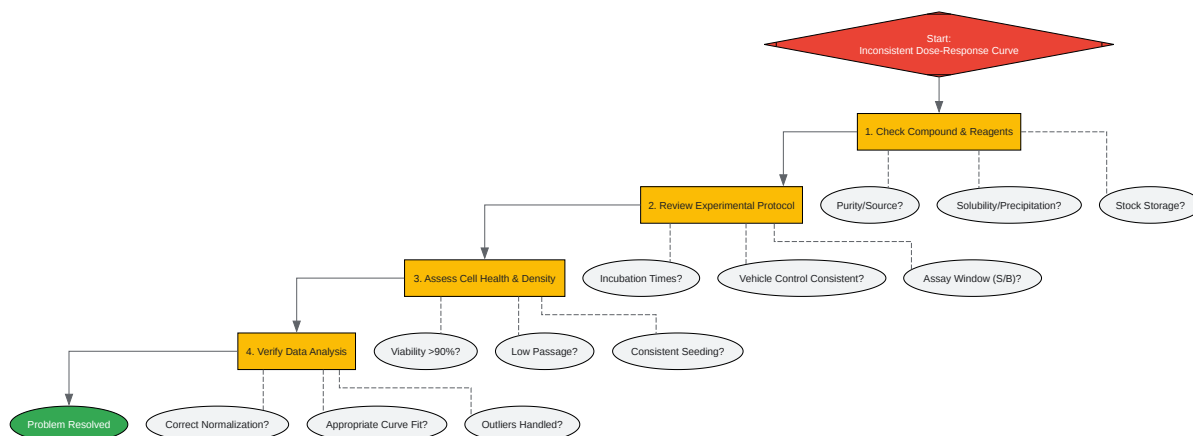 Start:
Inconsistent Dose-Response Curve
1. Check Compound & Reagents
2. Review Experimental Protocol
Purity/Source?
Solubility/Precipitation?
Stock Storage?
3. Assess Cell Health & Density
Incubation Times?
Vehicle Control Consistent?
Assay Window (S/B)?
4. Verify Data Analysis
Viability >90%?
Low Passage?
Consistent Seeding?
Problem Resolved
Correct Normalization?
Appropriate Curve Fit?
Outliers Handled?